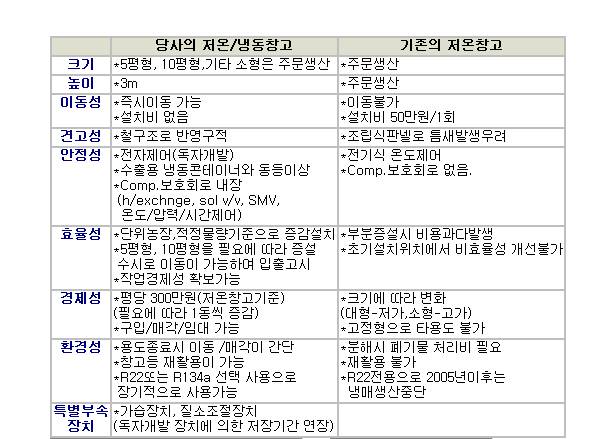 당사의 저온/냉동창고 기존의 저온창고
크기 *5평형, 10평형,기타 소형은 주문생산 *주문생산
높이 *3m *주문생산
이동성 *즉시이동 가능 *이동불가
*설치비 없음 *설치비 50만원/1회
견고성 *철구조로 반영구적 *조립식판넬로 틈새발생우려
안정성 *전자제어(독자개발) *전기식 온도제어
*수출용 냉동콘테이너와 동등이상 *Comp.보호회로 없음.
*Comp.보호회로 내장
(h/exchnge, sol v/v, SMV,
온도/압력/시간제어)
효율성 *단위농장,적정물량기준으로 증감설치 *부분증설시 비용과다발생
*5평형, 10평형을 필요에 따라 증설 *초기설치위치에서 비효율성 개선불가
수시로 이동이 가능하며 입출고시
*작업경제성 확보가능
경제성 *평당 300만원(저온창고기준) *크기에 따라 변화
(필요에 따라 1동씩 증감) (대형-저가,소형-고가)
*구입/매각/임대 가능 *고정형으로 타용도 불가
환경성 *용도종료시 이동 /매각이 간단 *분해시 폐기물 처리비 필요
*창고등 재활용이 가능 *재활용 불가
*R22또는 R134a 선택 사용으로 *R22전용으로 2005년이후는
장기적으로 사용가능 냉매생산중단
특별부속 *가습장치, 질소조절장치
장치 (독자개발 장치에 의한 저장기간 연장)